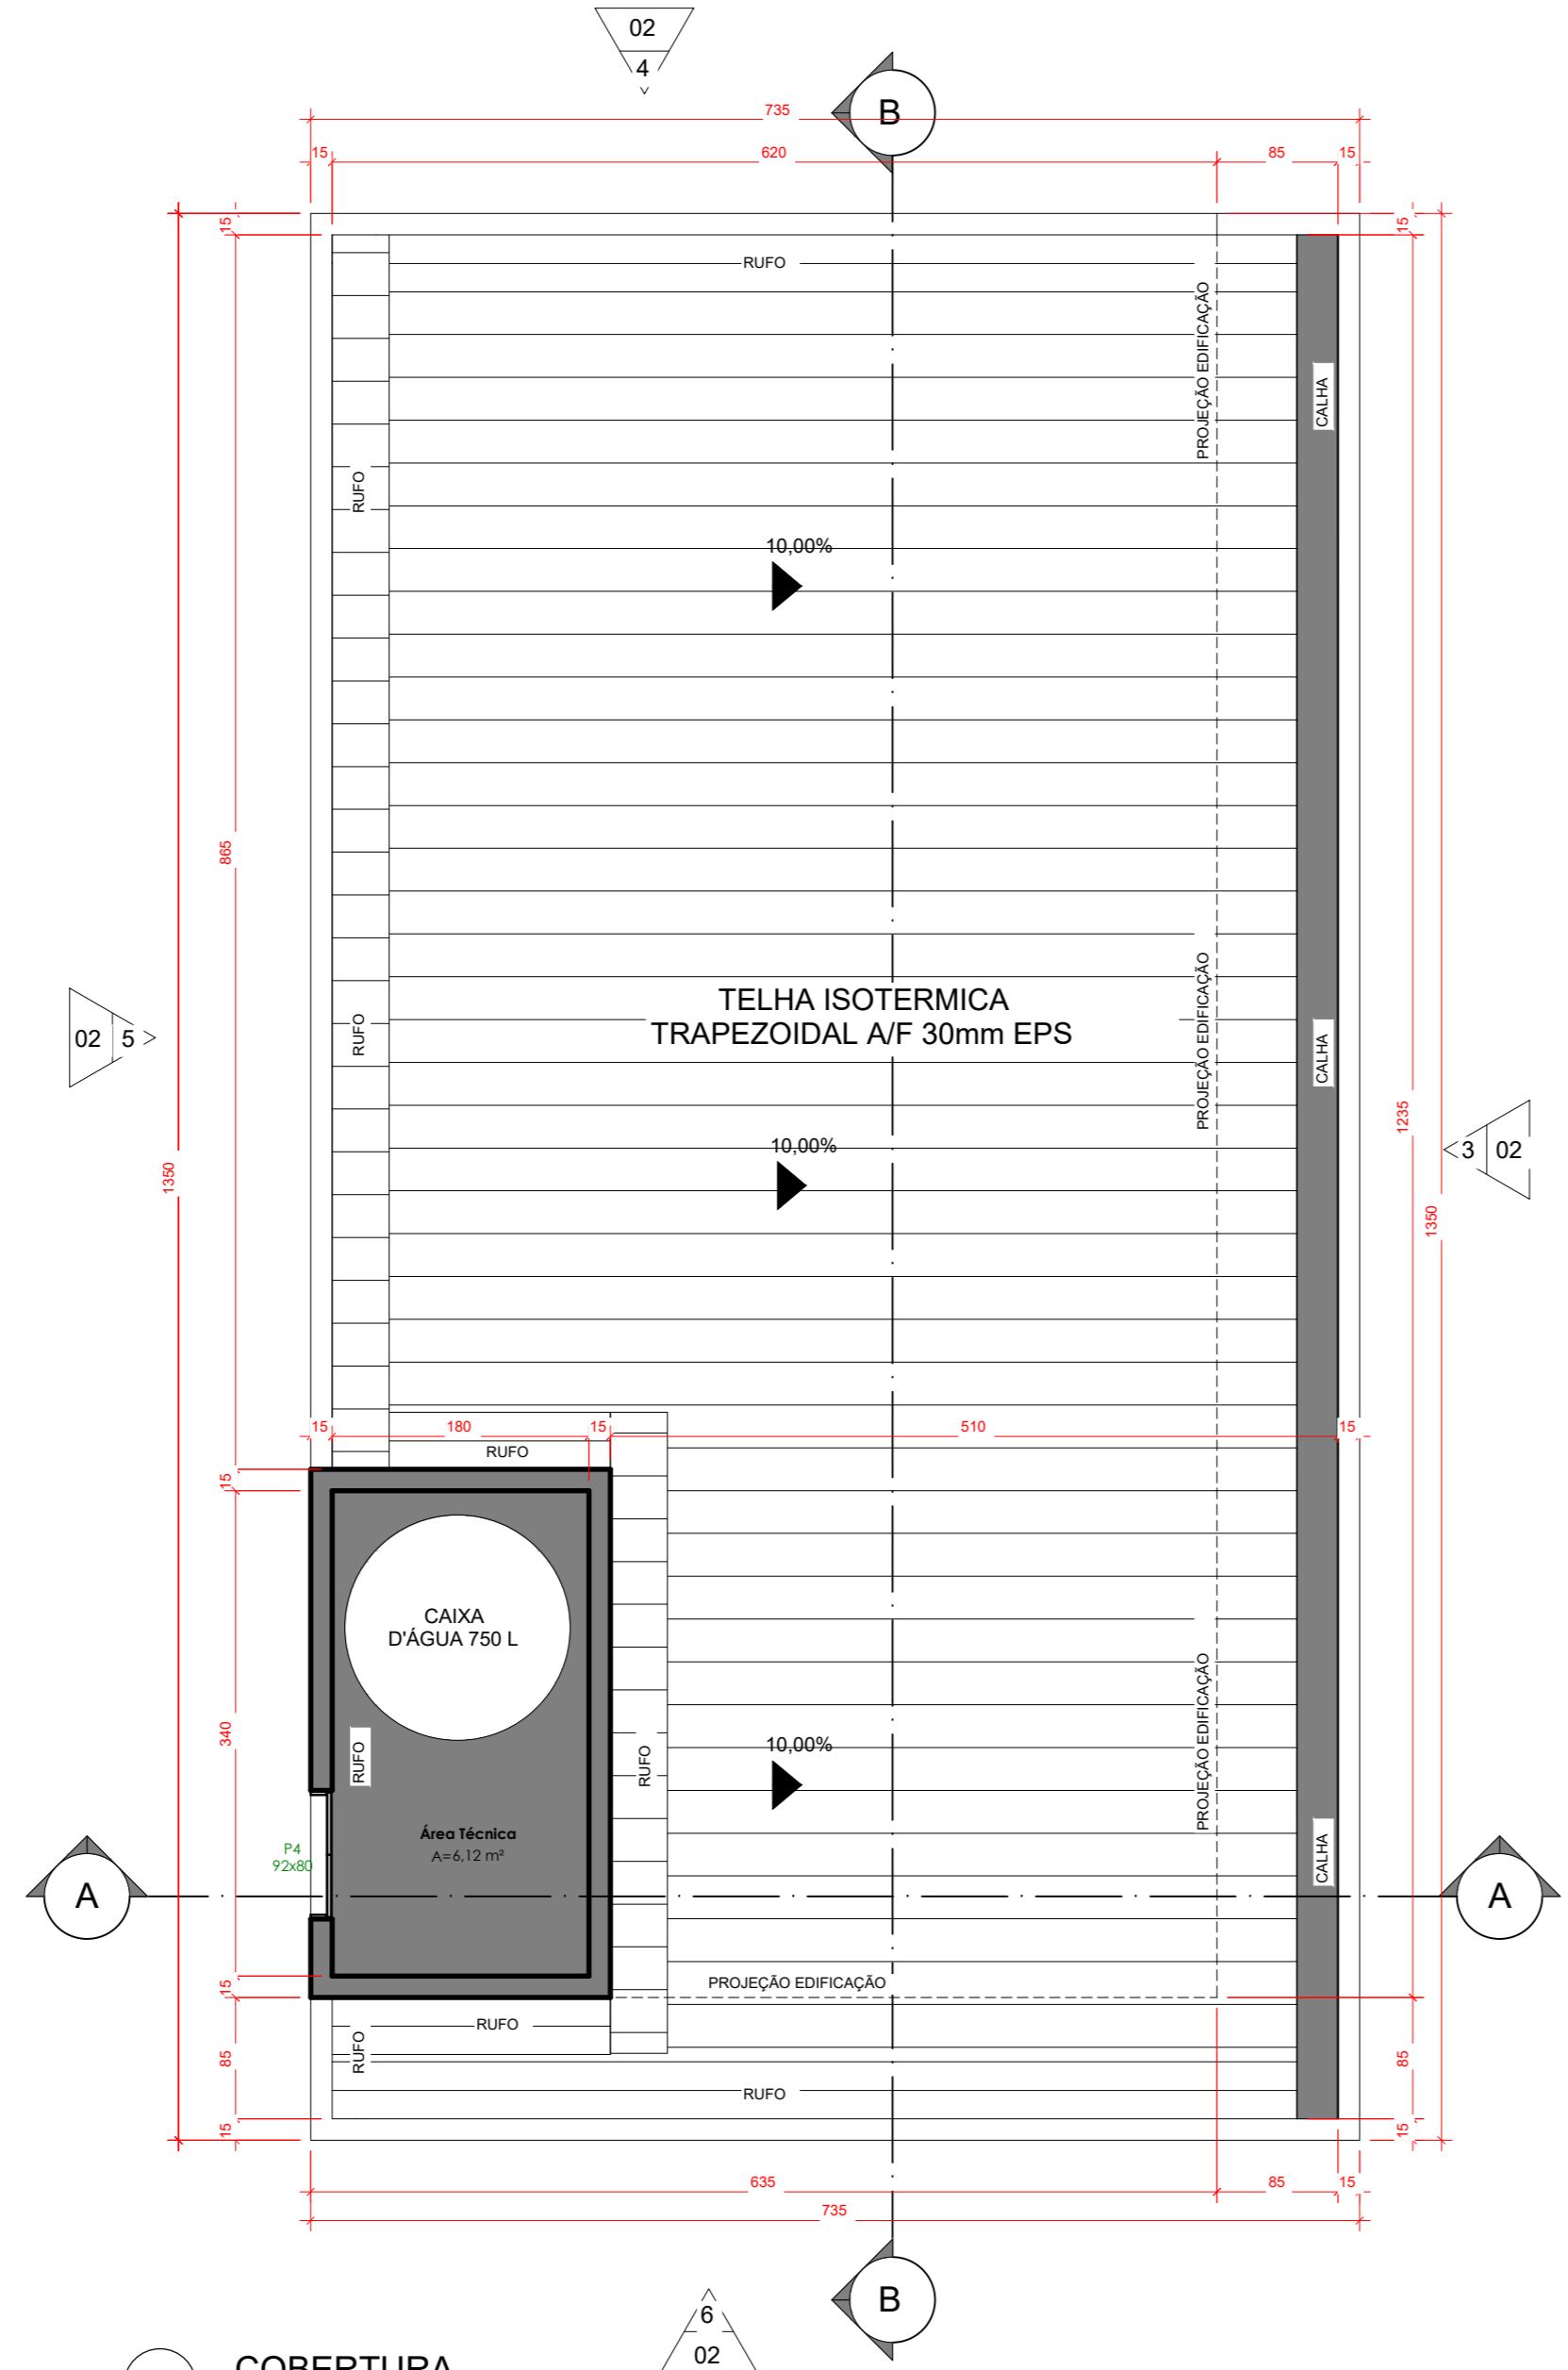 02
4
B
735
15
620
85
15
15
15
RUFO
PROJEÇÃO EDIFICAÇÃO
CALHA
RUFO
10,00%
865
TELHA ISOTERMICA
TRAPEZOIDAL A/F 30mm EPS
RUFO
PROJEÇÃO EDIFICAÇÃO
CALHA
02
5
1235
3
02
1350
10,00%
1350
15
180
15
510
15
RUFO
15
CAIXA
D'ÁGUA 750 L
340
RUFO
RUFO
10,00%
PROJEÇÃO EDIFICAÇÃO
Área Técnica
A=6,12 m²
P4
92x80
CALHA
A
A
15
PROJEÇÃO EDIFICAÇÃO
RUFO
RUFO
85
85
RUFO
15
15
635
85
15
735
B
6
02
COBERTURA